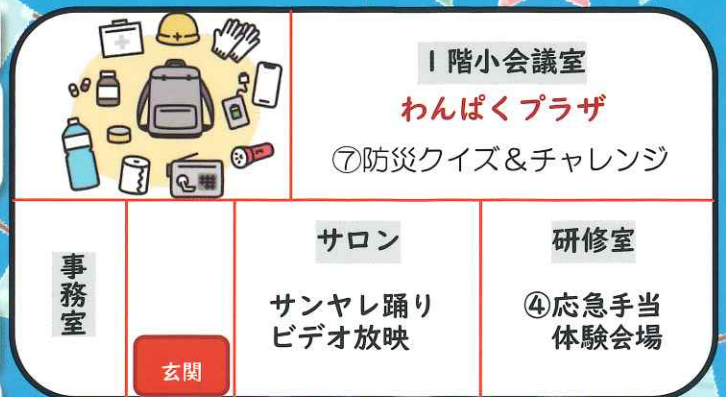 1階小会議室
わんぱくプラザ
⑦防災クイズ&チャレンジ
事務室
玄関
サロン
サンヤレ踊り
ビデオ放映
研修室
④応急手当
体験会場